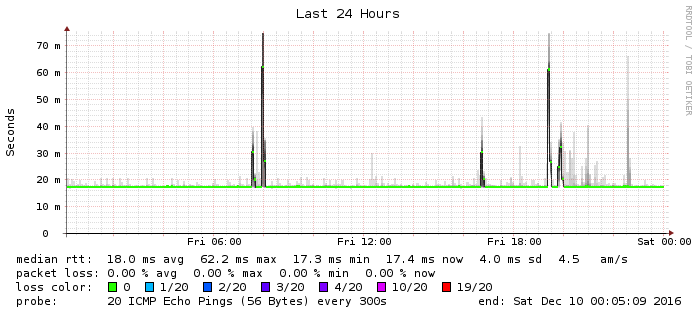 Last 24 Hours
RRDTOOL / TOBI OETIKER
Seconds
70 m
60 m
50 m
40 m
30 m
20 m
10 m
0
Fri 06:00 Fri 12:00 Fri 18:00 Sat 00:00
median rtt: 18.0 ms avg 62.2 ms max 17.3 ms min 17.4 ms now 4.0 ms sd 4.5 am/s
packet loss: 0.00 % avg 0.00 % max 0.00 % min 0.00 % now
loss color: 0 1/20 2/20 3/20 4/20 10/20 19/20
probe: 20 ICMP Echo Pings (56 Bytes) every 300s end: Sat Dec 10 00:05:09 2016